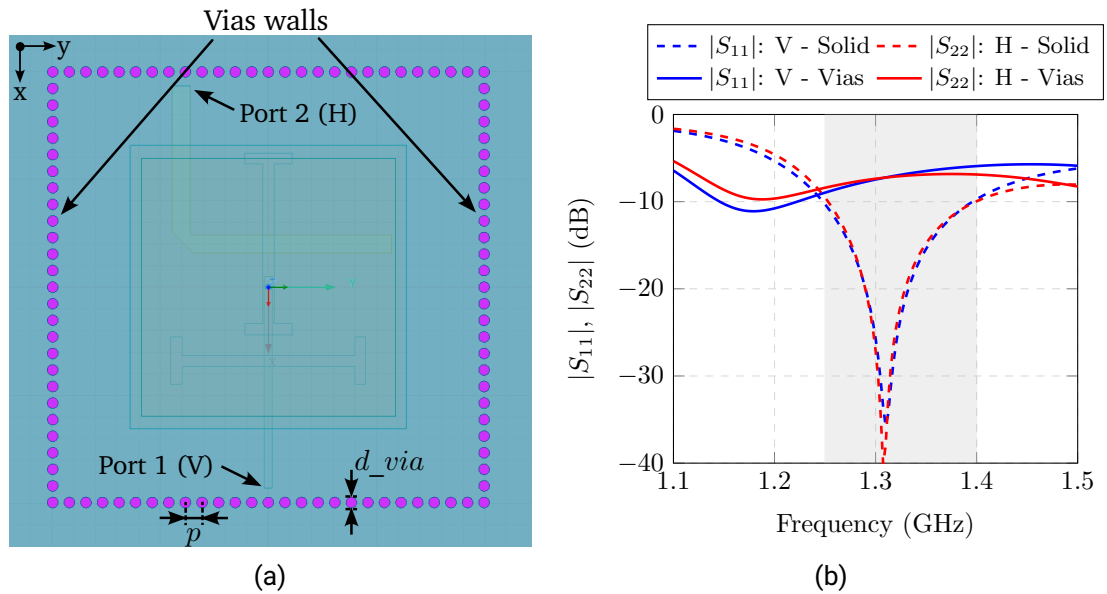 Vias walls
y
x
Port 2 (H)
Y
X
Port 1 (V)
d_via
p
(a)
|S11|: V - Solid
|S22|: H - Solid
|S11|: V - Vias
|S22|: H - Vias
0
−10
−20
−30
−40
|S11|, |S22| (dB)
1.1
1.2
1.3
1.4
1.5
Frequency (GHz)
(b)